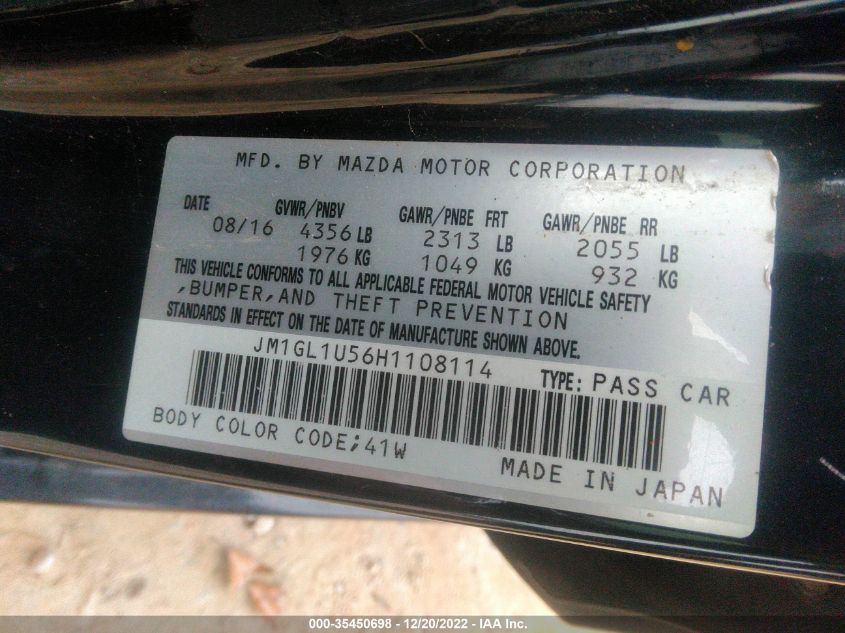 MFD. BY MAZDA MOTOR CORPORATION
DATE GVWR/PNBV GAWR/PNBE FRT GAWR/PNBE RR
08/16 4356 LB 2313 LB 2055 LB
1976 KG 1049 KG 932 KG
THIS VEHICLE CONFORMS TO ALL APPLICABLE FEDERAL MOTOR VEHICLE SAFETY
,BUMPER,AND THEFT PREVENTION
STANDARDS IN EFFECT ON THE DATE OF MANUFACTURE SHOWN ABOVE.
JM1GL1U56H1108114 TYPE: PASS CAR
BODY COLOR CODE;41W MADE IN JAPAN
000-35450698 - 12/20/2022 - IAA Inc.